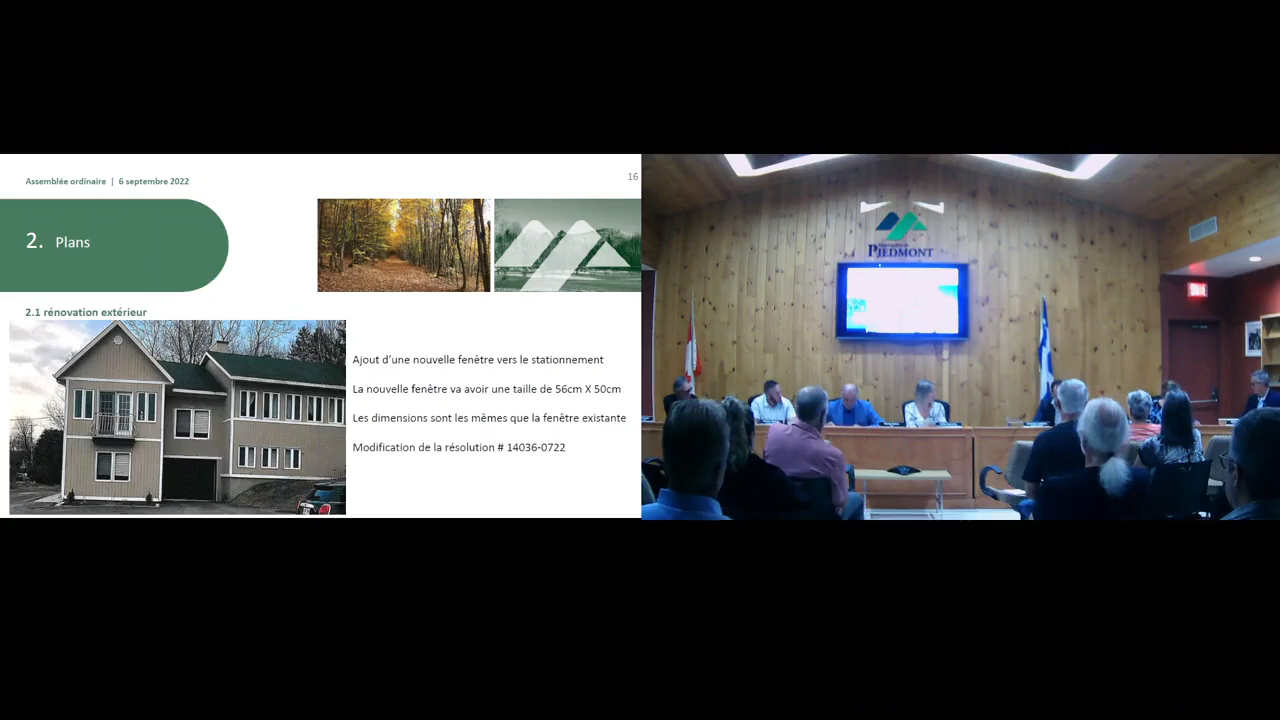 Assemblée ordinaire | 6 septembre 2022
16
2. Plans
2.1 rénovation extérieur
Ajout d'une nouvelle fenêtre vers le stationnement
La nouvelle fenêtre va avoir une taille de 56cm X 50cm
Les dimensions sont les mêmes que la fenêtre existante
Modification de la résolution # 14036-0722
PIEDMONT